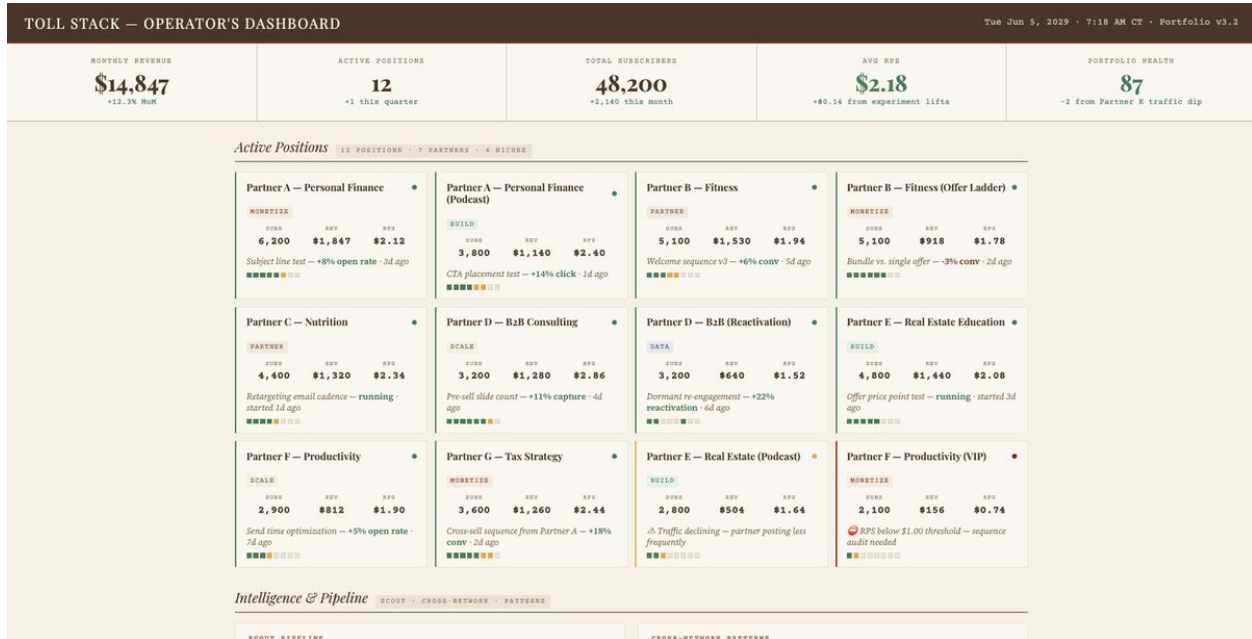 TOLL STACK — OPERATOR'S DASHBOARD
Tue Jun 5, 2029 · 7:18 AM CT · Portfolio v3.2
MONTHLY REVENUE
$14,847
+12.3% MoM
ACTIVE POSITIONS
12
+1 this quarter
TOTAL SUBSCRIBERS
48,200
+2,140 this month
AVG RPS
$2.18
+$0.14 from experiment lifts
PORTFOLIO HEALTH
87
-2 from Partner E traffic dip
Active Positions
12 POSITIONS · 7 PARTNERS · 4 NICHES
Partner A — Personal Finance
MONETIZE
SUBS REV RPS
6,200 $1,847 $2.12
Subject line test — +8% open rate · 3d ago
Partner A — Personal Finance
(Podcast)
BUILD
SUBS REV RPS
3,800 $1,140 $2.40
CTA placement test — +14% click · 1d ago
Partner B — Fitness
PARTNER
SUBS REV RPS
5,100 $1,530 $1.94
Welcome sequence v3 — +6% conv · 5d ago
Partner B — Fitness (Offer Ladder)
MONETIZE
SUBS REV RPS
5,100 $918 $1.78
Bundle vs. single offer — -3% conv · 2d ago
Partner C — Nutrition
PARTNER
SUBS REV RPS
4,400 $1,320 $2.34
Retargeting email cadence — running ·
started 1d ago
Partner D — B2B Consulting
SCALE
SUBS REV RPS
3,200 $1,280 $2.86
Pre-sell slide count — +11% capture · 4d
ago
Partner D — B2B (Reactivation)
DATA
SUBS REV RPS
3,200 $640 $1.52
Dormant re-engagement — +22%
reactivation · 6d ago
Partner E — Real Estate Education
BUILD
SUBS REV RPS
4,800 $1,440 $2.08
Offer price point test — running · started 3d
ago
Partner F — Productivity
SCALE
SUBS REV RPS
2,900 $812 $1.90
Send time optimization — +5% open rate ·
7d ago
Partner G — Tax Strategy
MONETIZE
SUBS REV RPS
3,600 $1,260 $2.44
Cross-sell sequence from Partner A — +18%
conv · 2d ago
Partner E — Real Estate (Podcast)
BUILD
SUBS REV RPS
2,800 $504 $1.64
⚠ Traffic declining — partner posting less
frequently
Partner F — Productivity (VIP)
MONETIZE
SUBS REV RPS
2,100 $156 $0.74
⛔ RPS below $1.00 threshold — sequence
audit needed
Intelligence & Pipeline
SCOUT · CROSS-NETWORK · PATTERNS
SCOUT PIPELINE
CROSS-NETWORK PATTERNS